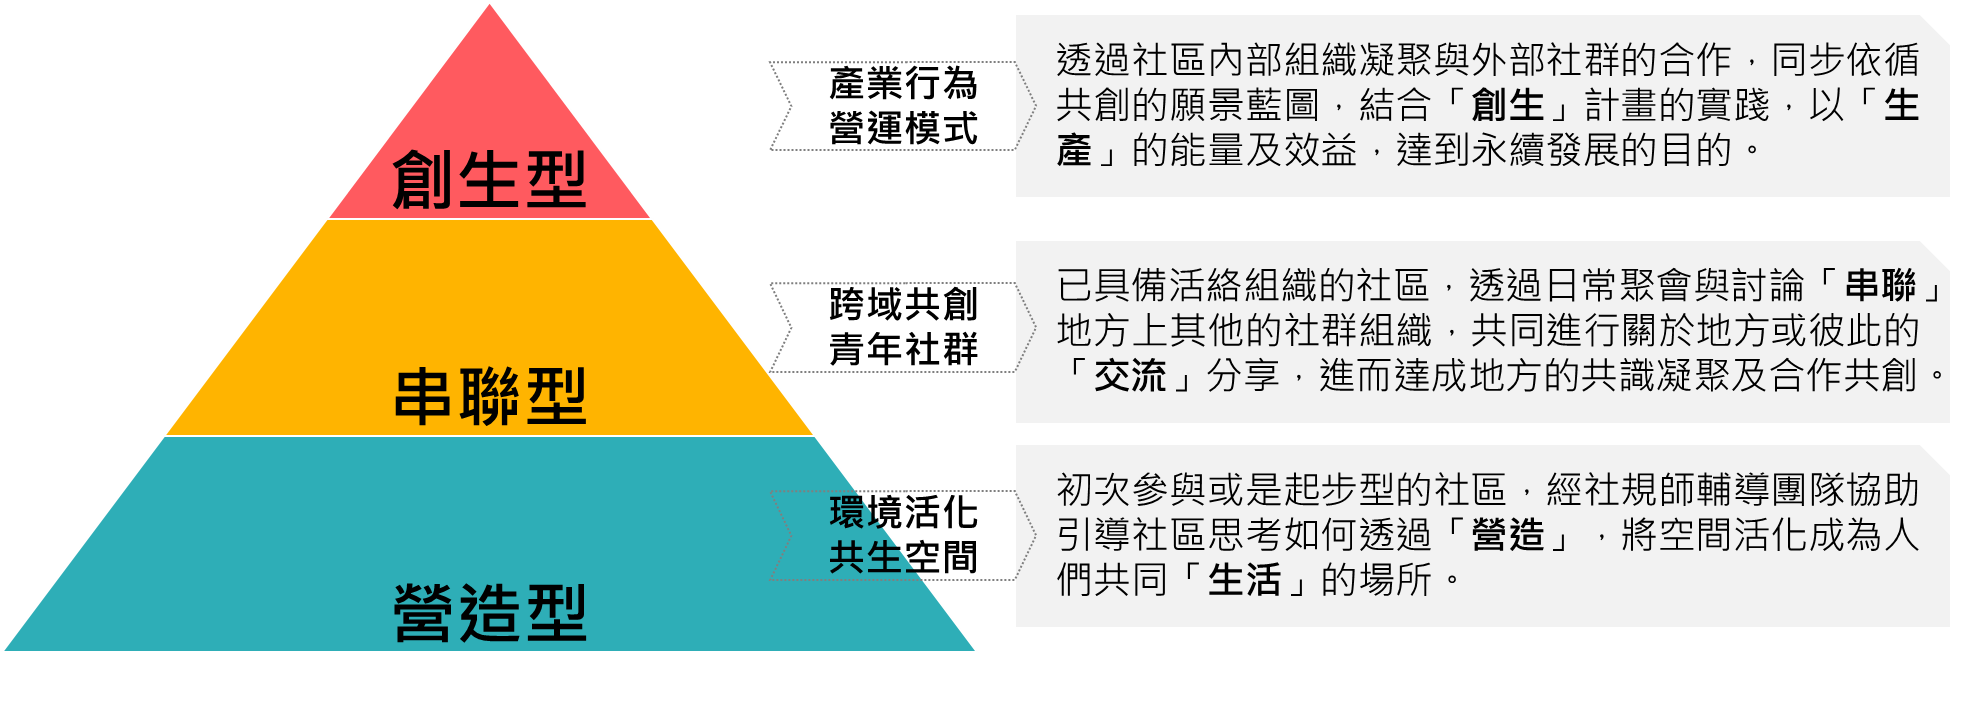 創生型
產業行為
營運模式
透過社區內部組織凝聚與外部社群的合作，同步依循
共創的願景藍圖，結合「創生」計畫的實踐，以「生
產」的能量及效益，達到永續發展的目的。
串聯型
跨域共創
青年社群
已具備活絡組織的社區，透過日常聚會與討論「串聯」
地方上其他的社群組織，共同進行關於地方或彼此的
「交流」分享，進而達成地方的共識凝聚及合作共創。
營造型
環境活化
共生空間
初次參與或是起步型的社區，經社規師輔導團隊協助
引導社區思考如何透過「營造」，將空間活化成為人
們共同「生活」的場所。